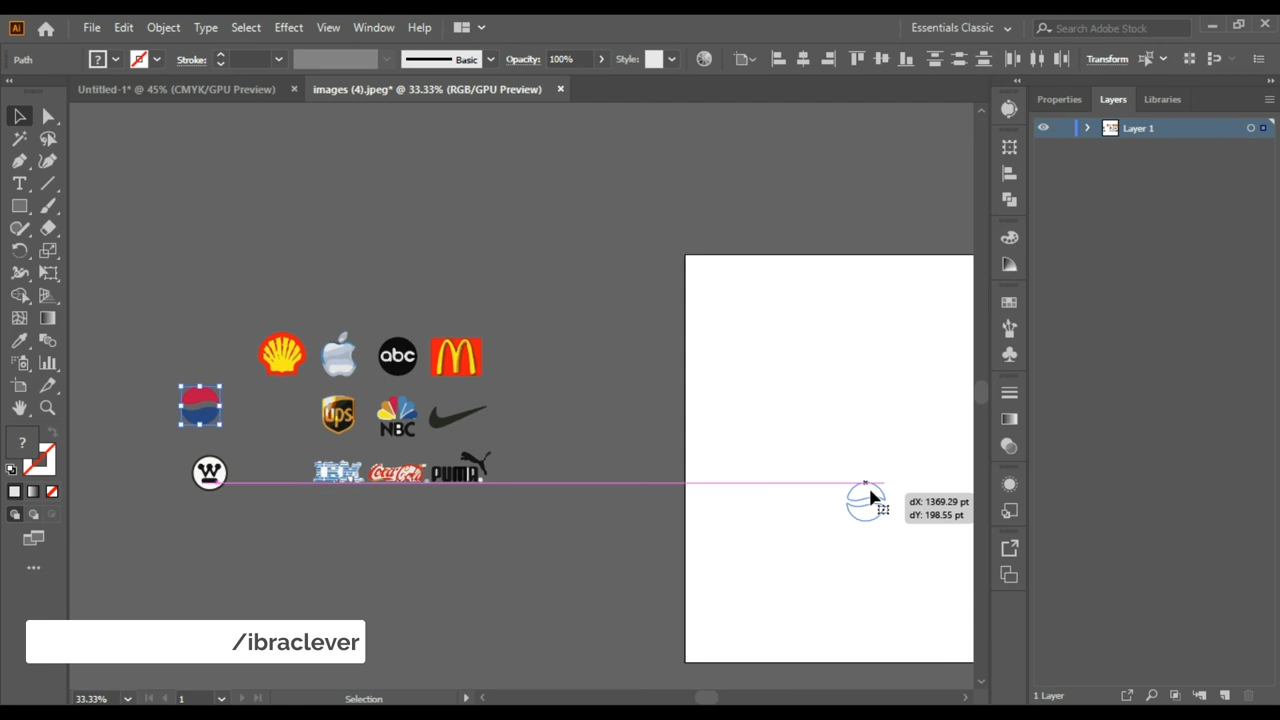 Ai File Edit Object Type Select Effect View Window Help Essentials Classic Search Adobe Stock
Path ? Stroke: Basic Opacity: 100% Style: Transform
Untitled-1* @ 45% (CMYK/GPU Preview) × images (4).jpeg* @ 33.33% (RGB/GPU Preview) × Properties Layers Libraries
Layer 1
abc
ups NBC
W IBM Coca-Cola PUMA
dX: 1369.29 pt
dY: 198.55 pt
?
/ibraclever
33.33% 1 Selection 1 Layer